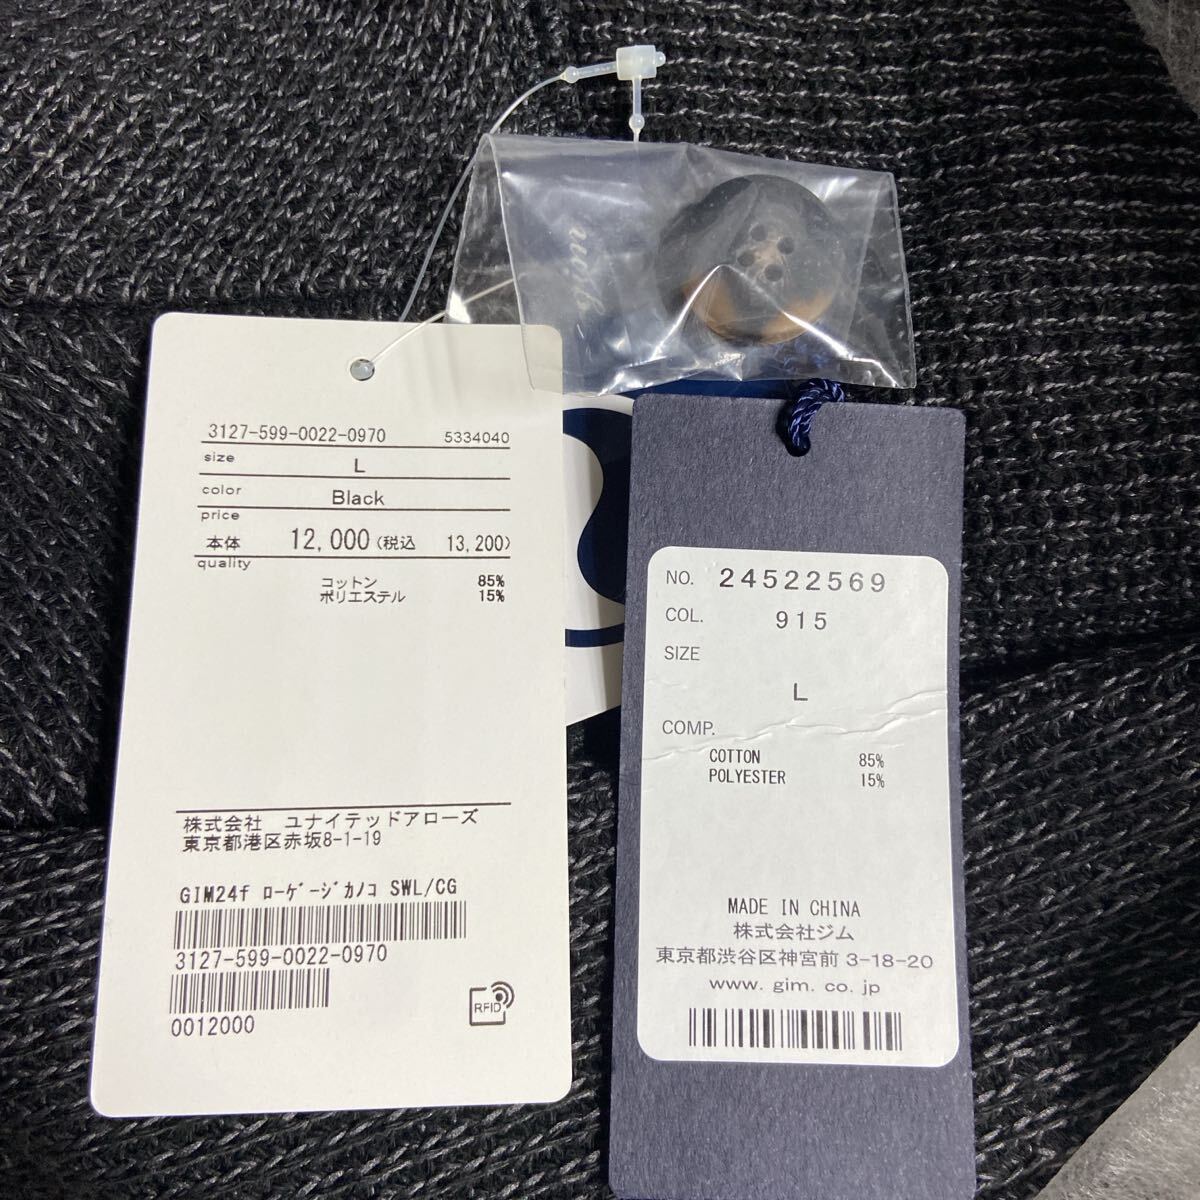 3127-599-0022-0970 5334040
size L
color Black
price
本体 12,000(税込 13,200)
quality
コットン 85%
ポリエステル 15%
株式会社 ユナイテッドアローズ
東京都港区赤坂8-1-19
GIM24f ﾛｰｹﾞｰｼﾞｶﾉｺ SWL/CG
3127-599-0022-0970
0012000
RFID
NO. 24522569
COL. 915
SIZE
L
COMP.
COTTON 85%
POLYESTER 15%
MADE IN CHINA
株式会社ジム
東京都渋谷区神宮前 3-18-20
www. gim. co. jp